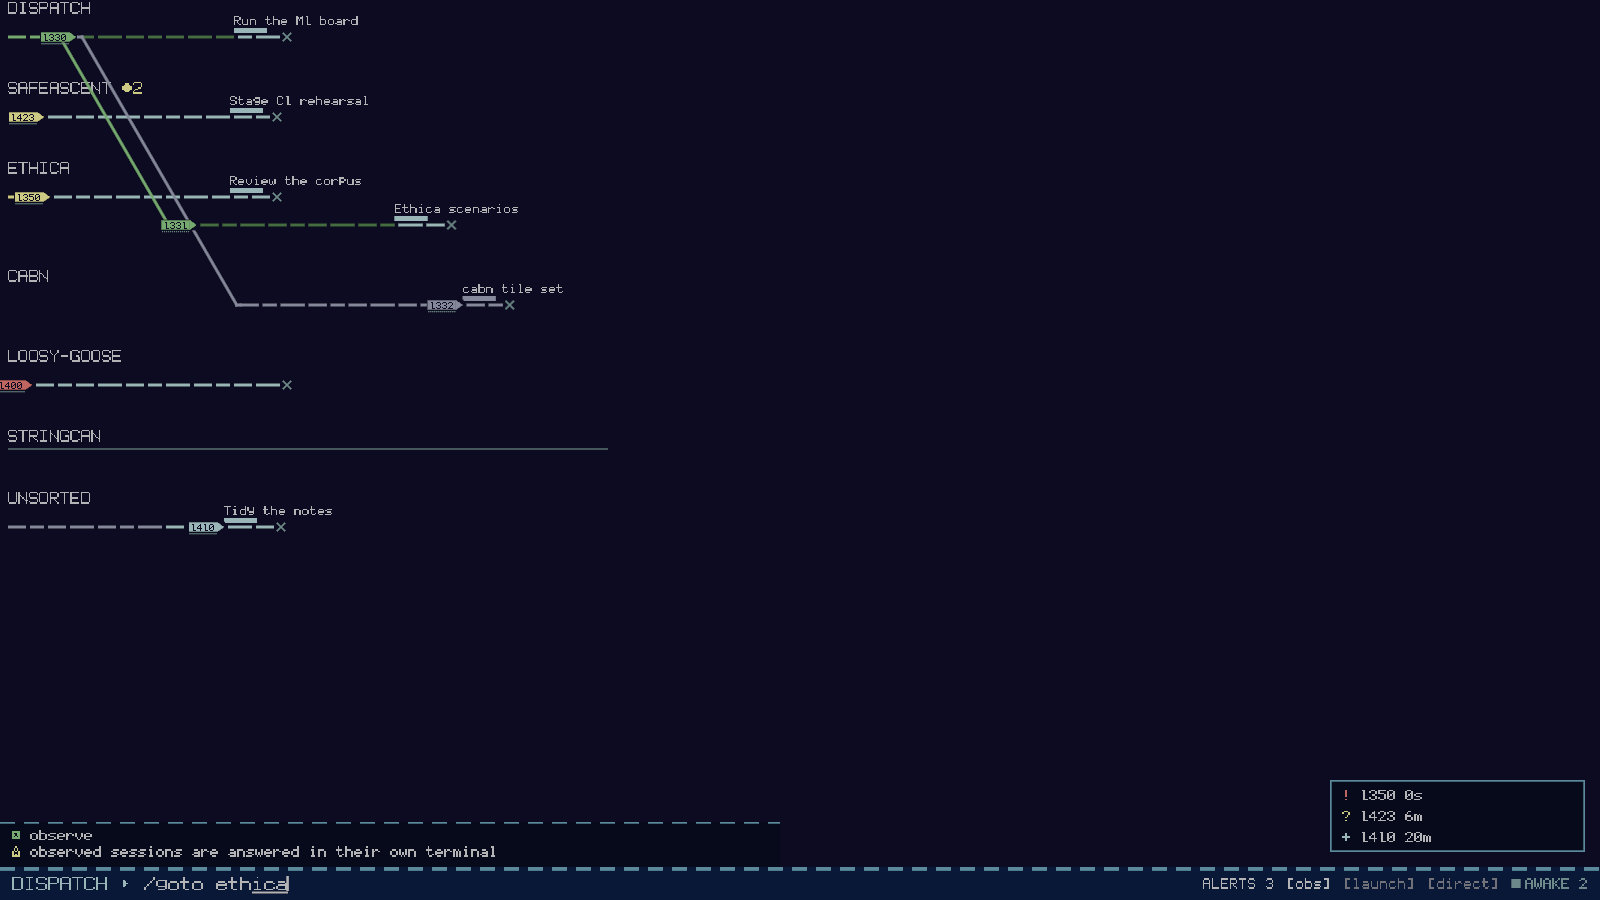 DISPATCH
Run the M1 board
1330
SAFEASCENT ◆2
Stage C1 rehearsal
1423
ETHICA
Review the corpus
1350
Ethica scenarios
1331
CABN
cabn tile set
1332
LOOSY-GOOSE
1400
STRINGCAN
UNSORTED
Tidy the notes
1410
! 1350 0s
? 1423 6m
+ 1410 20m
observe
observed sessions are answered in their own terminal
DISPATCH ‣ /goto ethica
ALERTS 3 [obs] [launch] [direct] ■AWAKE 2